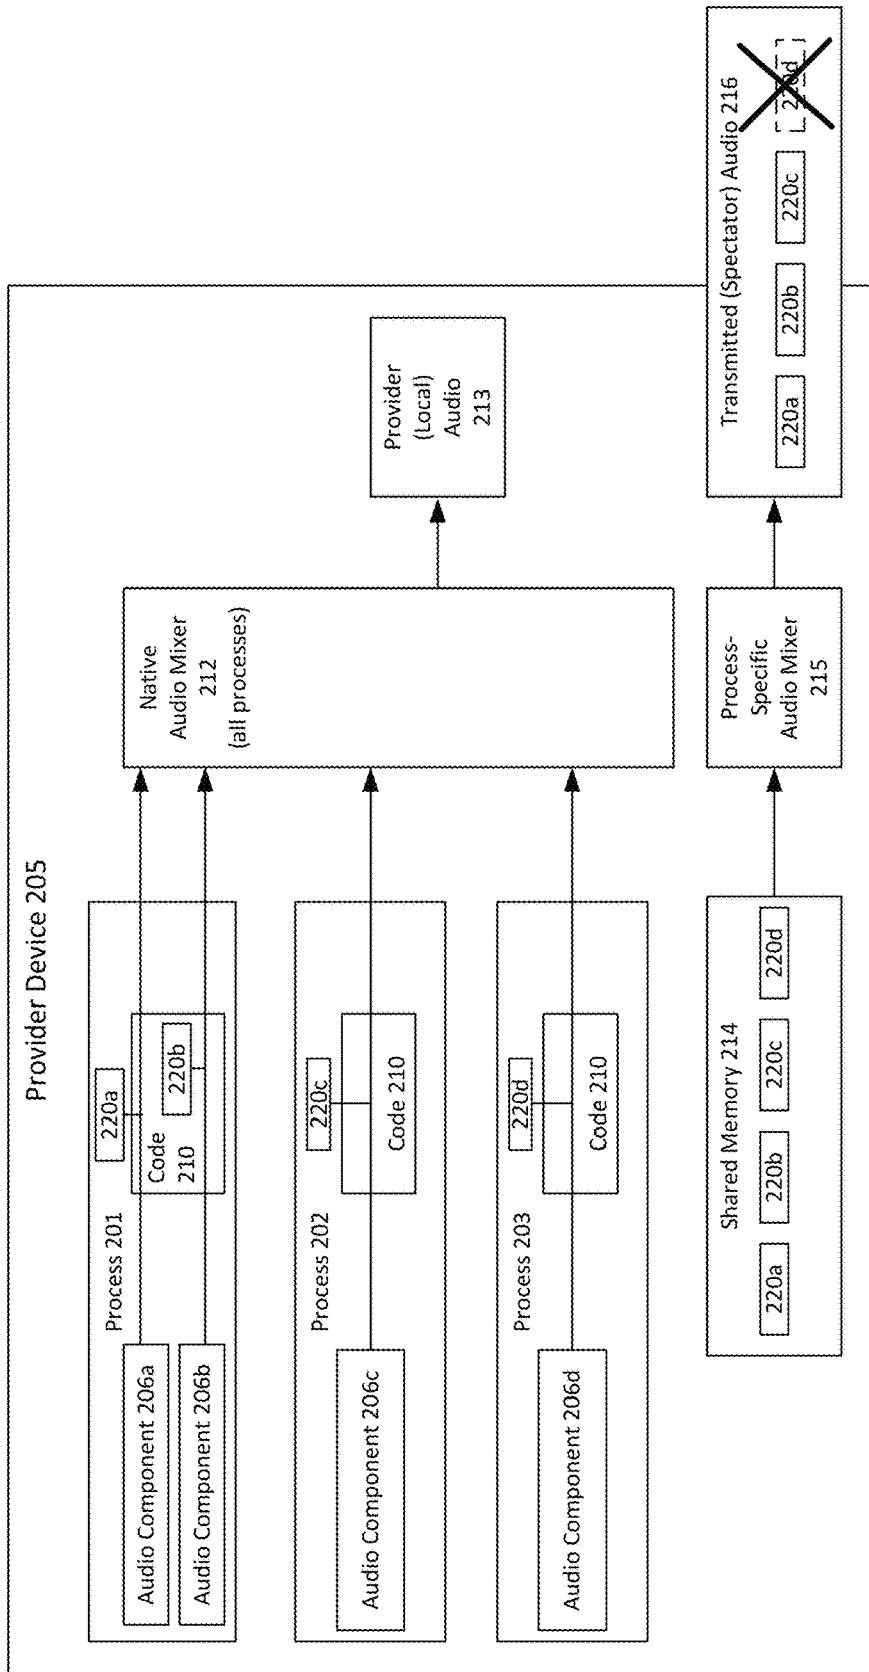 Provider Device 205
Process 201
Audio Component 206a
Audio Component 206b
220a
Code
210
220b
Process 202
Audio Component 206c
220c
Code 210
Process 203
Audio Component 206d
220d
Code 210
Native
Audio Mixer
212
(all processes)
Provider
(Local)
Audio
213
Shared Memory 214
220a
220b
220c
220d
Process-
Specific
Audio Mixer
215
Transmitted (Spectator) Audio 216
220a
220b
220c
220d